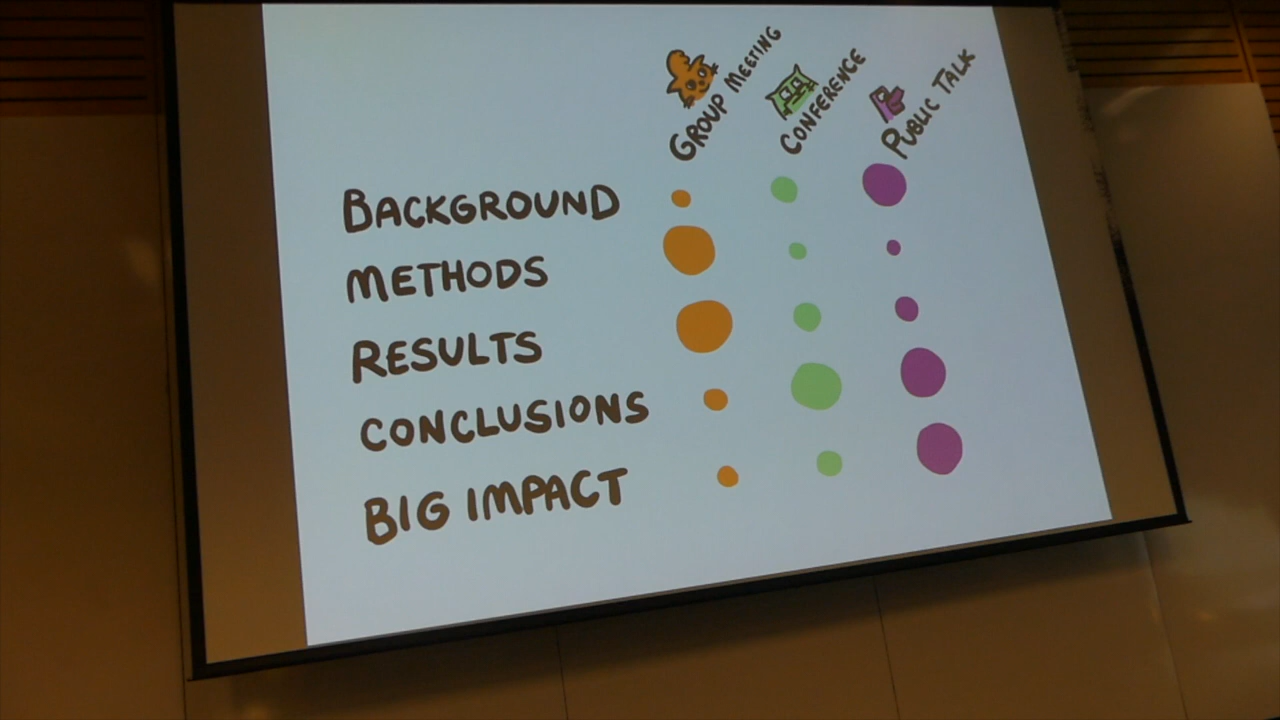 GROUP MEETING
CONFERENCE
PUBLIC TALK
BACKGROUND
METHODS
RESULTS
CONCLUSIONS
BIG IMPACT